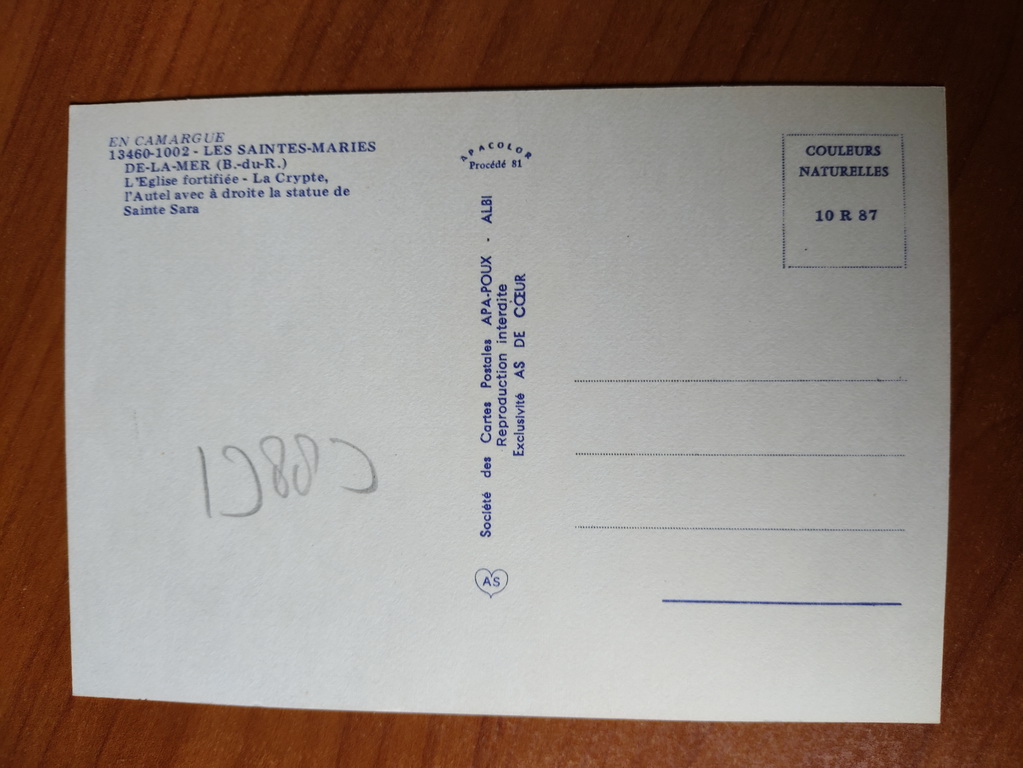 EN CAMARGUE
13460-1002 - LES SAINTES-MARIES
DE-LA-MER (B.-du-R.)
L'Eglise fortifiée - La Crypte,
l'Autel avec à droite la statue de
Sainte Sara
APACOLOR
Procédé 81
Société des Cartes Postales APA-POUX - ALBI
Reproduction interdite
Exclusivité AS DE CŒUR
AS
COULEURS
NATURELLES
10 R 87